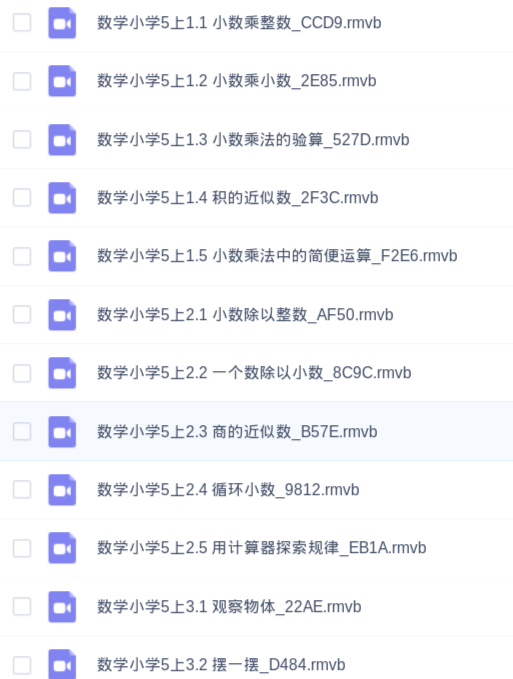 数学小学5上1.1 小数乘整数_CCD9.rmvb
数学小学5上1.2 小数乘小数_2E85.rmvb
数学小学5上1.3 小数乘法的验算_527D.rmvb
数学小学5上1.4 积的近似数_2F3C.rmvb
数学小学5上1.5 小数乘法中的简便运算_F2E6.rmvb
数学小学5上2.1 小数除以整数_AF50.rmvb
数学小学5上2.2 一个数除以小数_8C9C.rmvb
数学小学5上2.3 商的近似数_B57E.rmvb
数学小学5上2.4 循环小数_9812.rmvb
数学小学5上2.5 用计算器探索规律_EB1A.rmvb
数学小学5上3.1 观察物体_22AE.rmvb
数学小学5上3.2 摆一摆_D484.rmvb